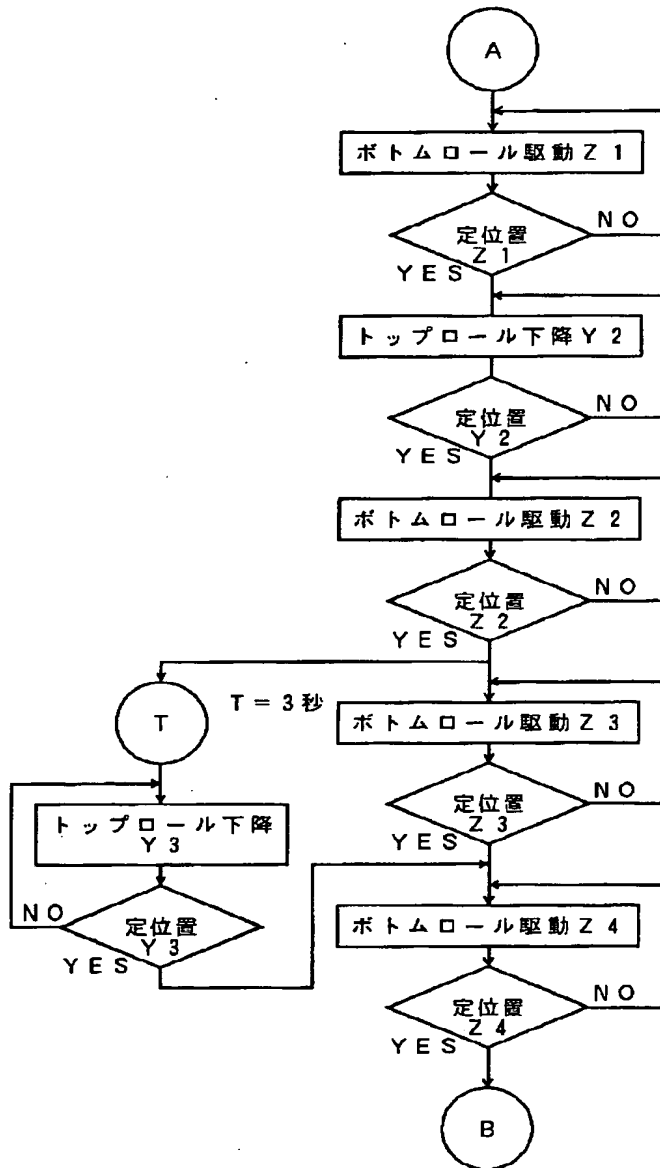 A
ボトムロール駆動Z1
定位置
Z1
NO
YES
トップロール下降Y2
定位置
Y2
NO
YES
ボトムロール駆動Z2
定位置
Z2
NO
YES
T
T=3秒
ボトムロール駆動Z3
トップロール下降
Y3
定位置
Z3
NO
YES
定位置
Y3
NO
YES
ボトムロール駆動Z4
定位置
Z4
NO
YES
B